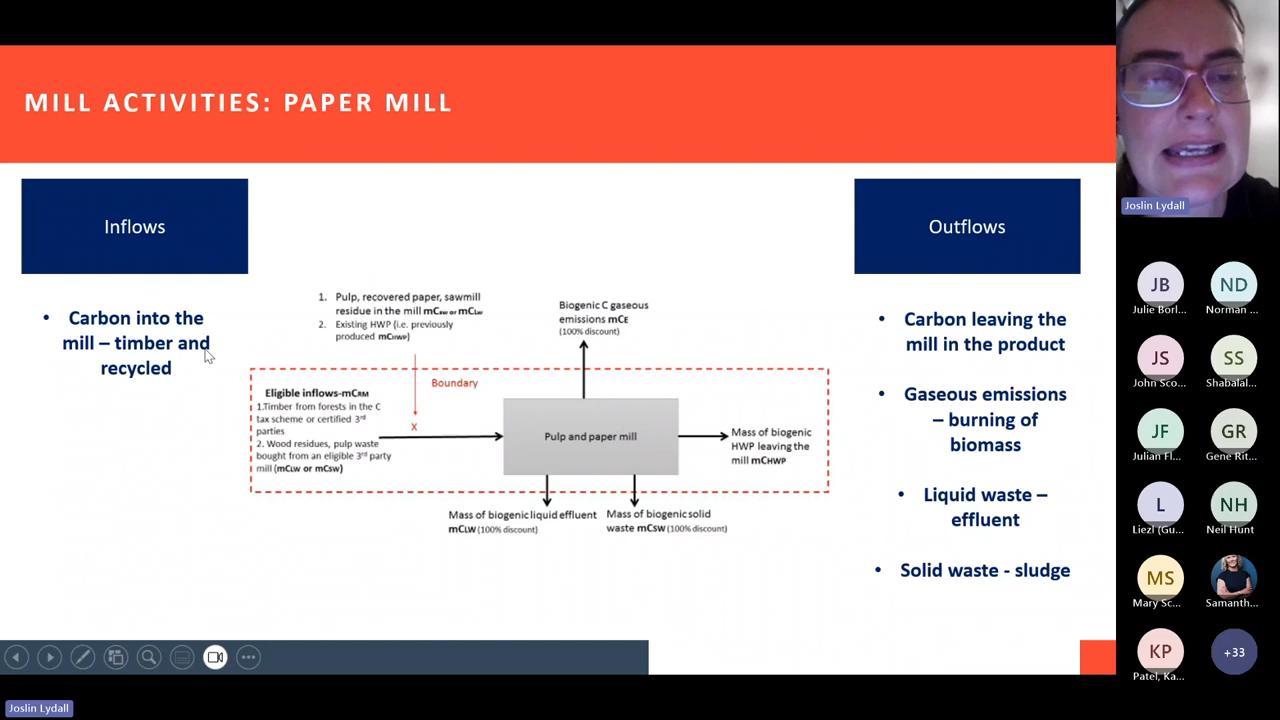 MILL ACTIVITIES: PAPER MILL
Inflows
• Carbon into the
mill – timber and
recycled
1. Pulp, recovered paper, sawmill
residue in the mill mCsw or mCLw
2. Existing HWP (i.e. previously
produced mCHWP)
Eligible inflows-mCRM
1.Timber from forests in the C
tax scheme or certified 3rd
parties
2. Wood residues, pulp waste
bought from an eligible 3rd party
mill (mCLW or mCSW)
Boundary
X
Biogenic C gaseous
emissions mCE
(100% discount)
Pulp and paper mill
Mass of biogenic
HWP leaving the
mill mCHWP
Mass of biogenic liquid effluent
mCLW (100% discount)
Mass of biogenic solid
waste mCSW (100% discount)
Outflows
• Carbon leaving the
mill in the product
• Gaseous emissions
– burning of
biomass
• Liquid waste –
effluent
• Solid waste - sludge
Joslin Lydall
JB
Julie Borl...
ND
Norman ...
JS
John Sco...
SS
Shabalal...
JF
Julian Fl...
GR
Gene Rit...
L
Liezl (Gu...
NH
Neil Hunt
MS
Mary Sc...
Samanth...
KP
Patel, Ka...
+33
Joslin Lydall